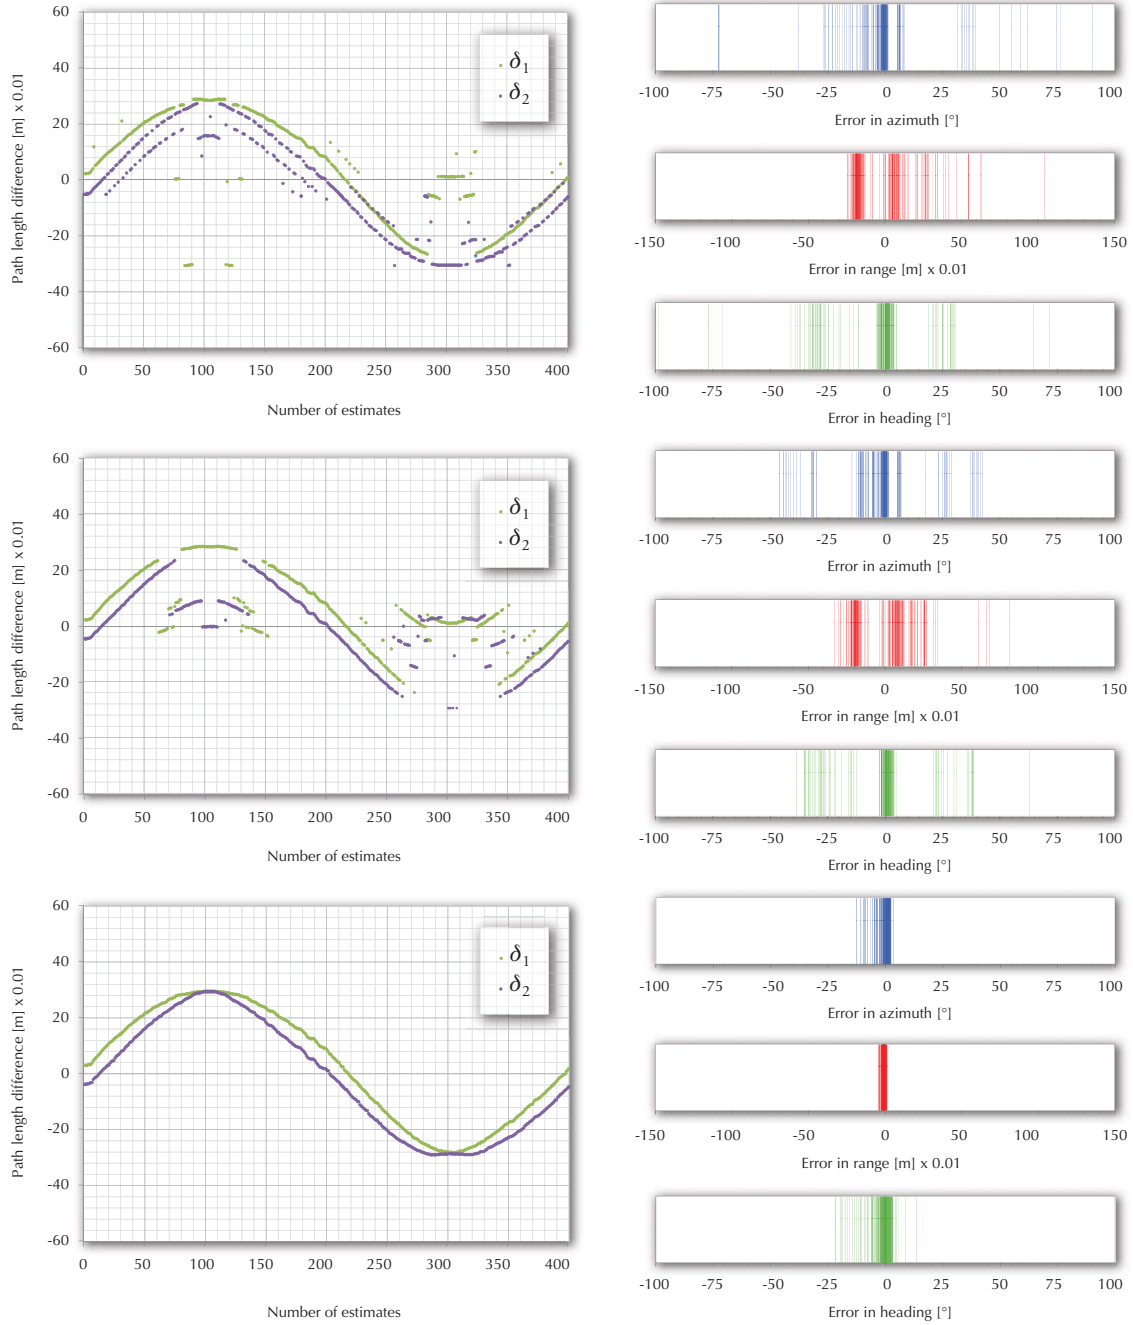 60
40
20
0
-20
-40
-60
Path length difference [m] x 0.01
δ1
δ2
0 50 100 150 200 250 300 350 400
Number of estimates
-100 -75 -50 -25 0 25 50 75 100
Error in azimuth [°]
-150 -100 -50 0 50 100 150
Error in range [m] x 0.01
-100 -75 -50 -25 0 25 50 75 100
Error in heading [°]
60
40
20
0
-20
-40
-60
Path length difference [m] x 0.01
δ1
δ2
0 50 100 150 200 250 300 350 400
Number of estimates
-100 -75 -50 -25 0 25 50 75 100
Error in azimuth [°]
-150 -100 -50 0 50 100 150
Error in range [m] x 0.01
-100 -75 -50 -25 0 25 50 75 100
Error in heading [°]
60
40
20
0
-20
-40
-60
Path length difference [m] x 0.01
δ1
δ2
0 50 100 150 200 250 300 350 400
Number of estimates
-100 -75 -50 -25 0 25 50 75 100
Error in azimuth [°]
-150 -100 -50 0 50 100 150
Error in range [m] x 0.01
-100 -75 -50 -25 0 25 50 75 100
Error in heading [°]